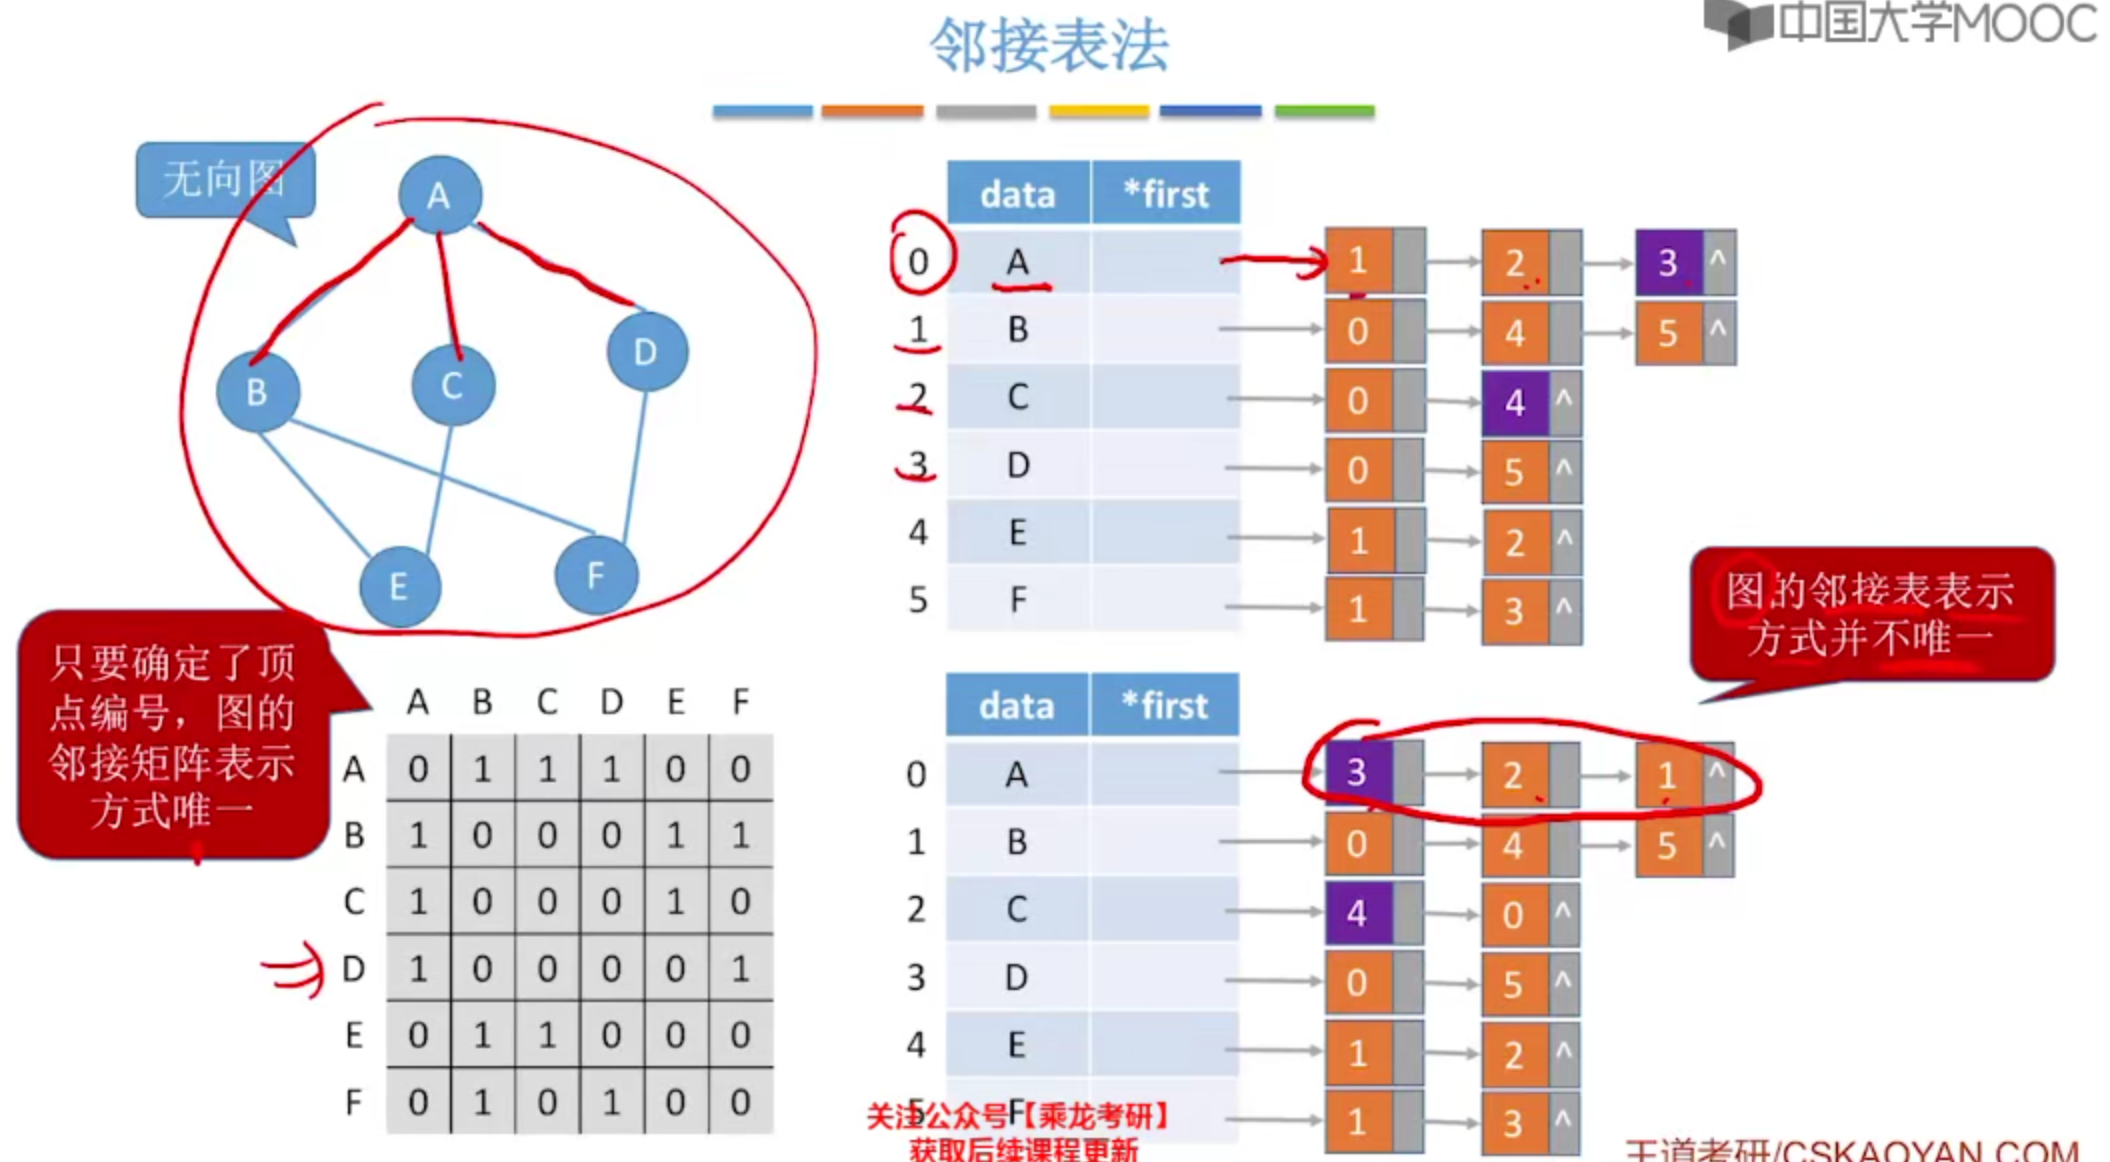 邻接表法
中国大学MOOC
无向图
A
B
C
D
E
F
只要确定了顶
点编号，图的
邻接矩阵表示
方式唯一
A B C D E F
A 0 1 1 1 0 0
B 1 0 0 0 1 1
C 1 0 0 0 1 0
D 1 0 0 0 0 1
E 0 1 1 0 0 0
F 0 1 0 1 0 0
data *first
0 A 1 2 3 ^
1 B 0 4 5 ^
2 C 0 4 ^
3 D 0 5 ^
4 E 1 2 ^
5 F 1 3 ^
图的邻接表表示
方式并不唯一
data *first
0 A 3 2 1 ^
1 B 0 4 5 ^
2 C 4 0 ^
3 D 0 5 ^
4 E 1 2 ^
5 F 1 3 ^
关注公众号【乘龙考研】
获取后续课程更新
王道考研/CSKAOYAN.COM